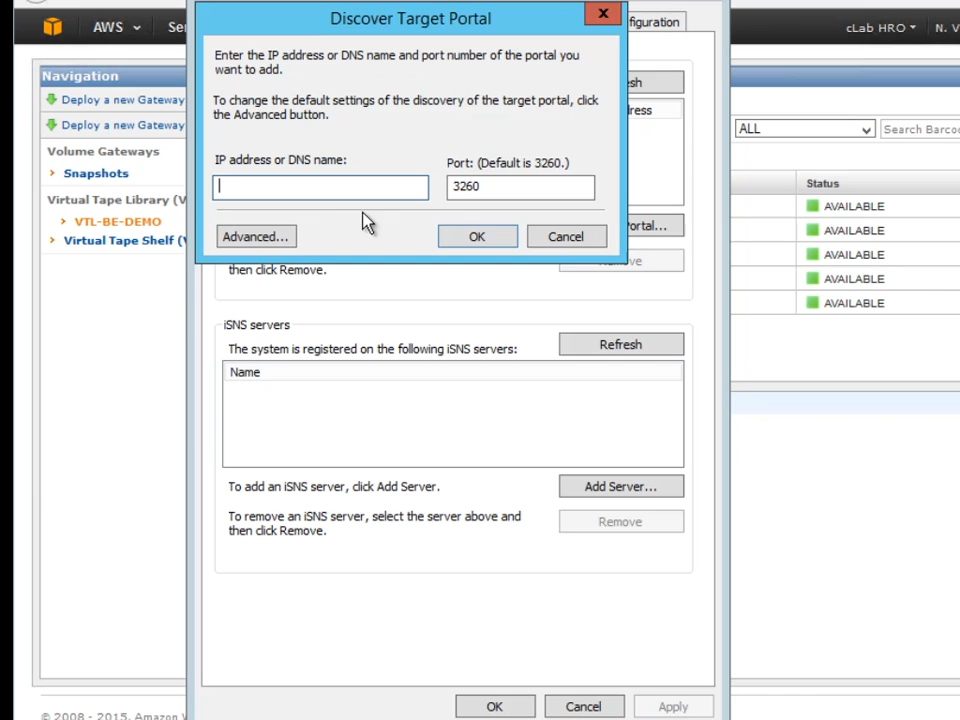 Discover Target Portal
x
figuration
AWS
cLab HRO
N. V
Navigation
Enter the IP address or DNS name and port number of the portal you
want to add.
Deploy a new Gateway
To change the default settings of the discovery of the target portal, click
the Advanced button.
Deploy a new Gateway
ALL
Search Barco
Volume Gateways
IP address or DNS name:
Port: (Default is 3260.)
Snapshots
3260
Status
Virtual Tape Library (V
AVAILABLE
VTL-BE-DEMO
Portal...
AVAILABLE
Virtual Tape Shelf (V
Advanced...
OK
Cancel
AVAILABLE
then click Remove.
AVAILABLE
AVAILABLE
iSNS servers
The system is registered on the following iSNS servers:
Refresh
Name
To add an iSNS server, click Add Server.
Add Server...
To remove an iSNS server, select the server above and
then click Remove.
Remove
OK
Cancel
Apply
© 2008 - 2015, Amazon W